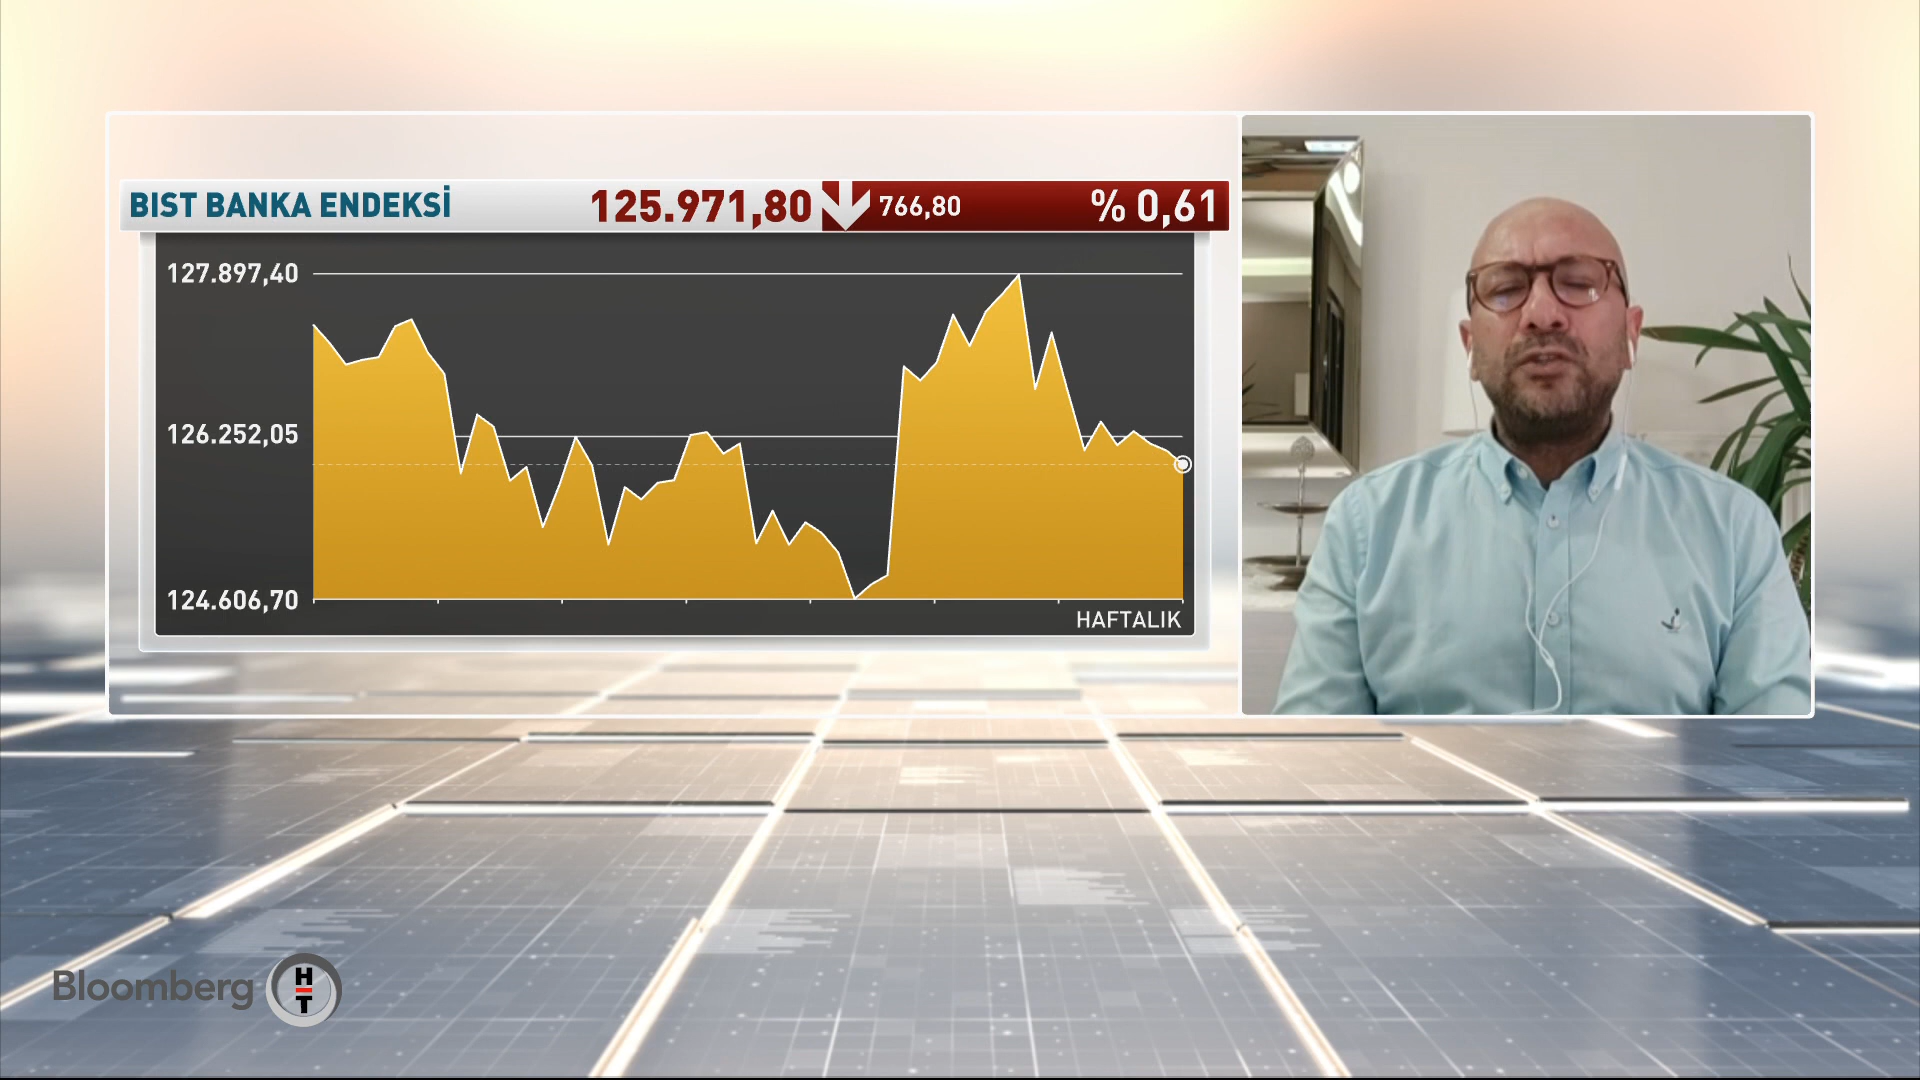 BIST BANKA ENDEKSİ 125.971,80 766,80 % 0,61
127.897,40
126.252,05
124.606,70
HAFTALIK
Bloomberg HT